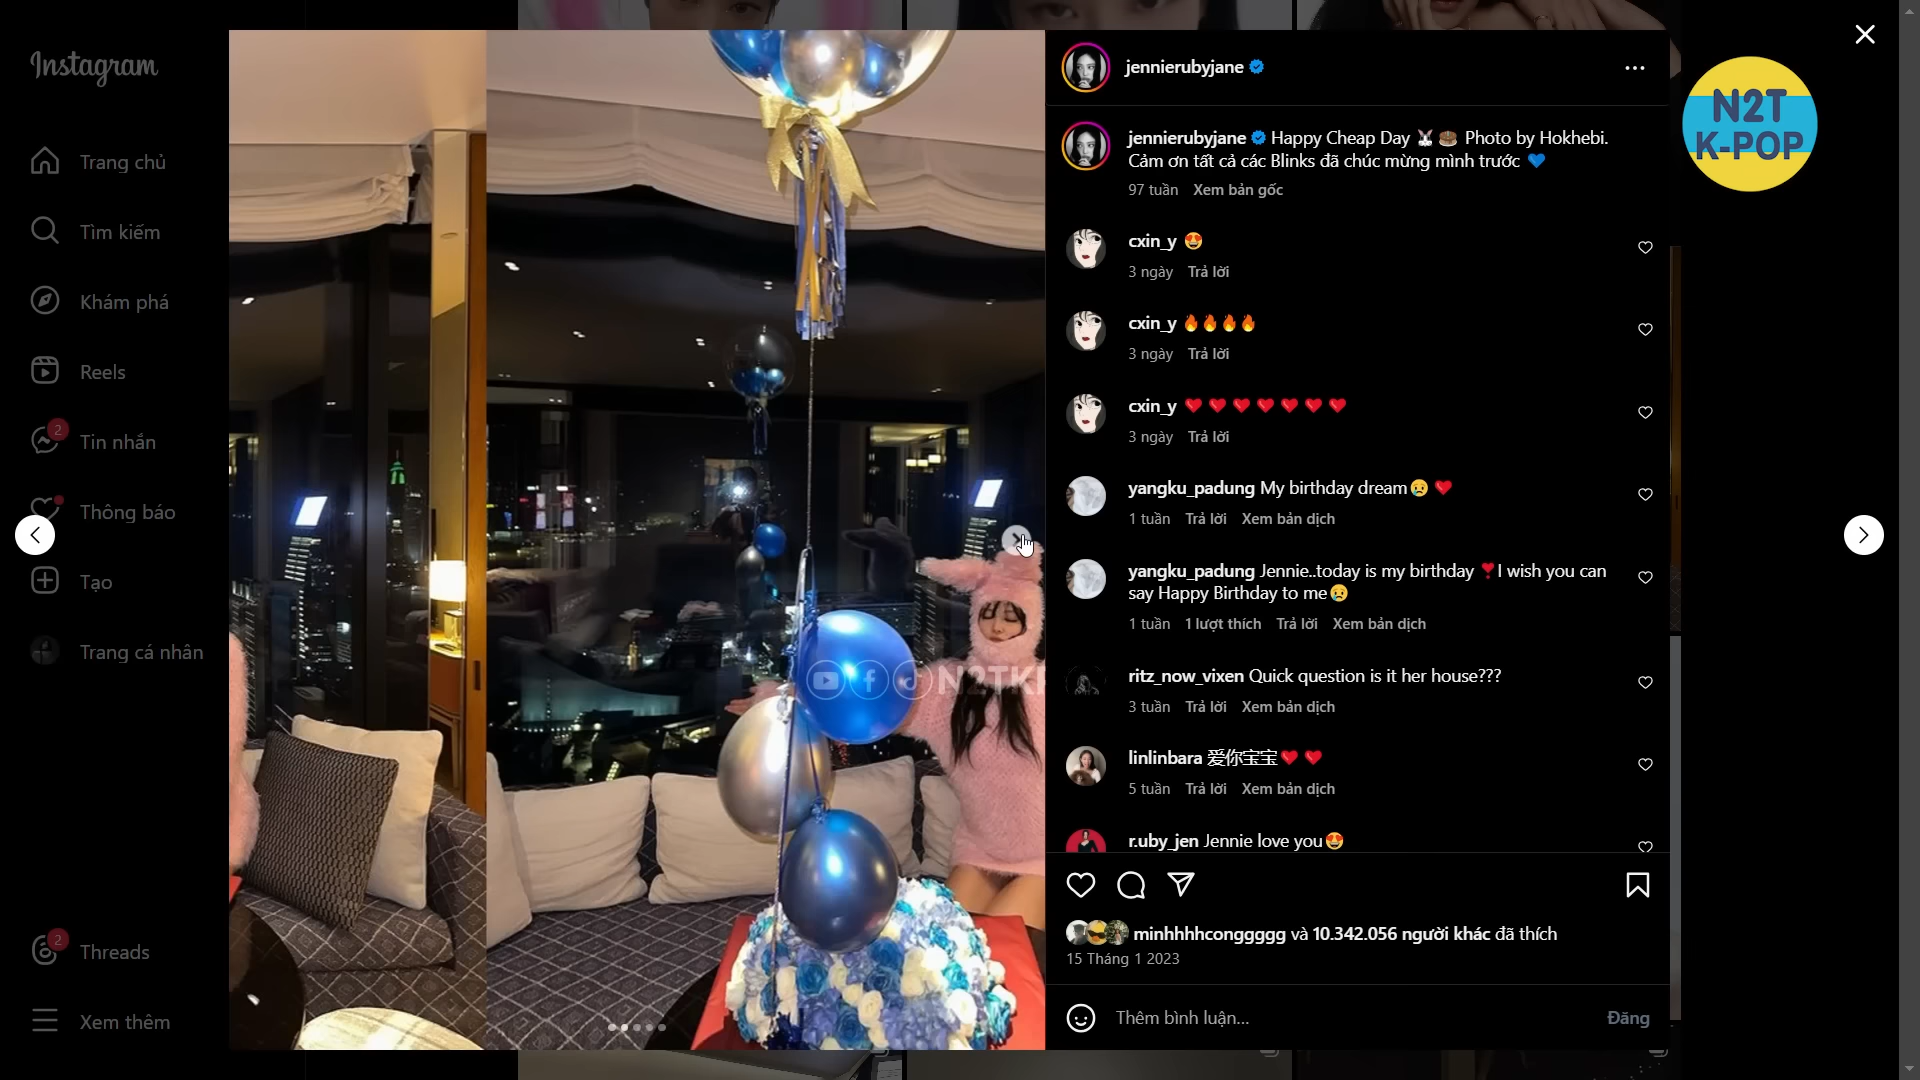 Instagram
Trang chủ
Tìm kiếm
Khám phá
Reels
2
Tin nhắn
Thông báo
Tạo
Trang cá nhân
2
Threads
Xem thêm
N2TK
jennierubyjane
jennierubyjane Happy Cheap Day 🐰🎂 Photo by Hokhebi.
Cảm ơn tất cả các Blinks đã chúc mừng mình trước 💙
97 tuần Xem bản gốc
cxin_y 😍
3 ngày Trả lời
cxin_y 🔥🔥🔥🔥
3 ngày Trả lời
cxin_y ❤️❤️❤️❤️❤️❤️❤️
3 ngày Trả lời
yangku_padung My birthday dream😥❤️
1 tuần Trả lời Xem bản dịch
yangku_padung Jennie..today is my birthday ❣️I wish you can
say Happy Birthday to me😥
1 tuần 1 lượt thích Trả lời Xem bản dịch
ritz_now_vixen Quick question is it her house???
3 tuần Trả lời Xem bản dịch
linlinbara 爱你宝宝❤️❤️
5 tuần Trả lời Xem bản dịch
r.uby_jen Jennie love you😍
minhhhhconggggg và 10.342.056 người khác đã thích
15 Tháng 1 2023
Thêm bình luận...
Đăng
N2T
K-POP